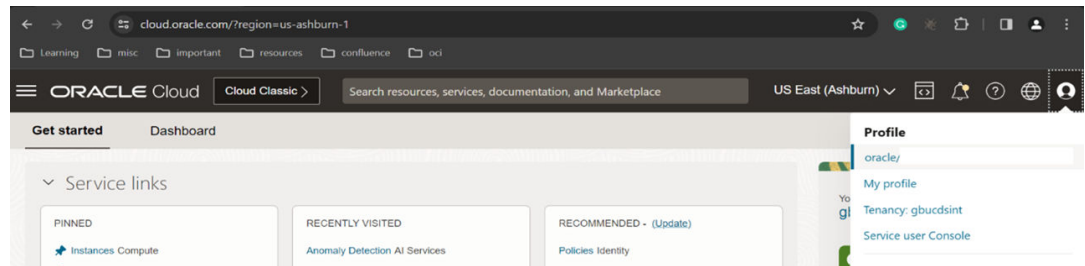 cloud.oracle.com/?region=us-ashburn-1
Learning misc important resources confluence oci
ORACLE Cloud Cloud Classic > Search resources, services, documentation, and Marketplace US East (Ashburn)
Get started Dashboard
Profile
oracle/
My profile
Tenancy: gbucdsint
Service user Console
Service links
PINNED
Instances Compute
RECENTLY VISITED
Anomaly Detection AI Services
RECOMMENDED - (Update)
Policies Identity